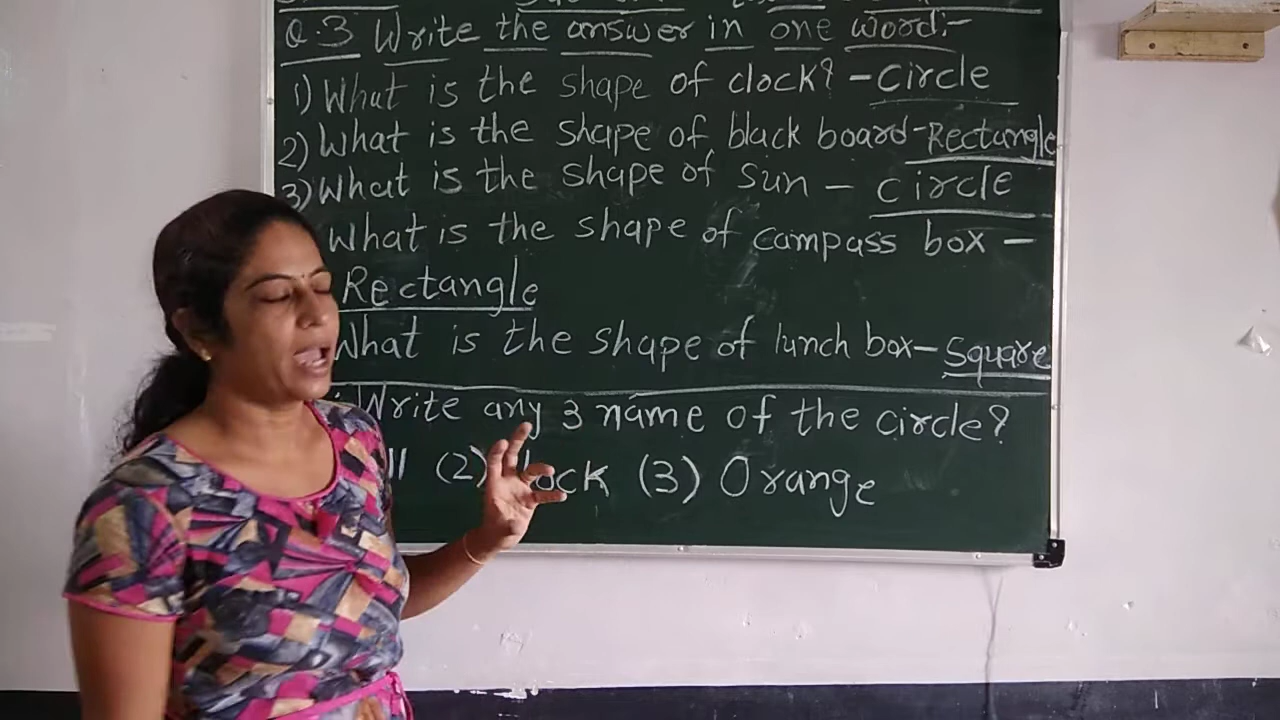 Q.3 Write the answer in one word:-
1) What is the shape of clock? - Circle
2) What is the shape of black board - Rectangle
3) What is the shape of sun - circle
What is the shape of campass box -
Rectangle
What is the shape of lunch box - Square
Write any 3 name of the circle?
(2) (3) Orange